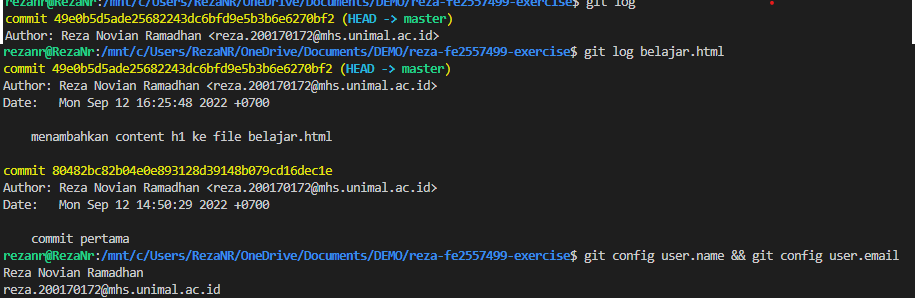 rezanr@RezaNr:/mnt/c/Users/RezaNR/OneDrive/Documents/DEMO/reza-fe2557499-exercise$ git log
commit 49e0b5d5ade25682243dc6bfd9e5b3b6e6270bf2 (HEAD -> master)
Author: Reza Novian Ramadhan <reza.200170172@mhs.unimal.ac.id>
rezanr@RezaNr:/mnt/c/Users/RezaNR/OneDrive/Documents/DEMO/reza-fe2557499-exercise$ git log belajar.html
commit 49e0b5d5ade25682243dc6bfd9e5b3b6e6270bf2 (HEAD -> master)
Author: Reza Novian Ramadhan <reza.200170172@mhs.unimal.ac.id>
Date:   Mon Sep 12 16:25:48 2022 +0700
menambahkan content h1 ke file belajar.html
commit 80482bc82b04e0e893128d39148b079cd16dec1e
Author: Reza Novian Ramadhan <reza.200170172@mhs.unimal.ac.id>
Date:   Mon Sep 12 14:50:29 2022 +0700
commit pertama
rezanr@RezaNr:/mnt/c/Users/RezaNR/OneDrive/Documents/DEMO/reza-fe2557499-exercise$ git config user.name && git config user.email
Reza Novian Ramadhan
reza.200170172@mhs.unimal.ac.id